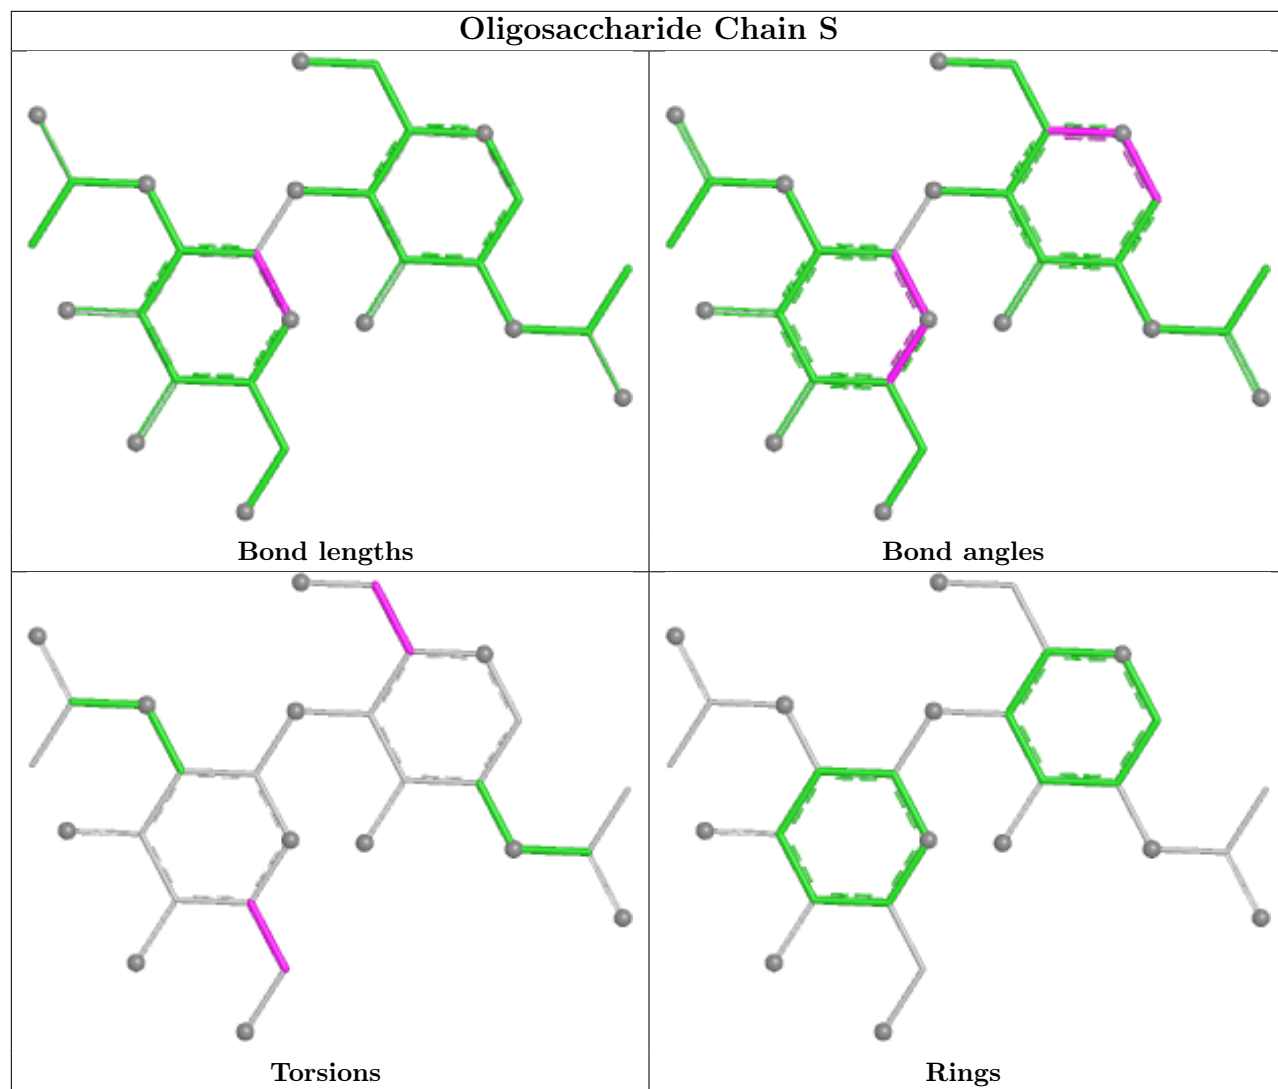 Oligosaccharide Chain S
Bond lengths
Bond angles
Torsions
Rings